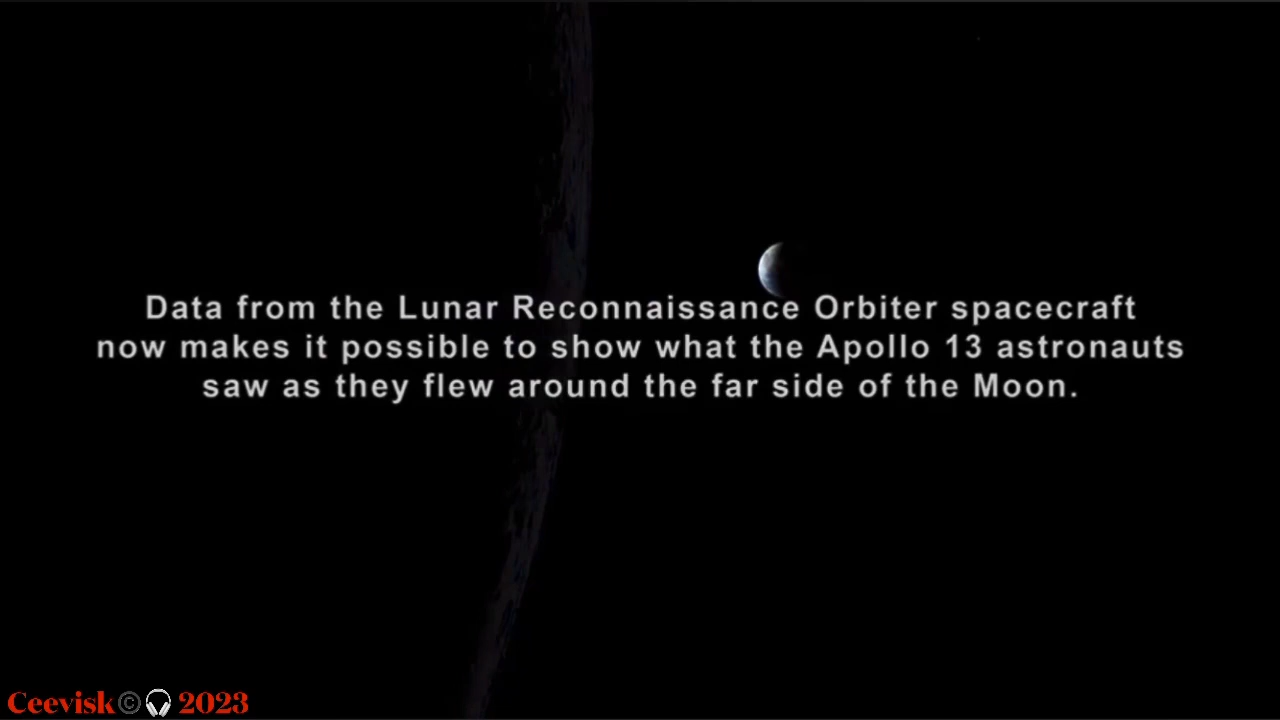 Data from the Lunar Reconnaissance Orbiter spacecraft
now makes it possible to show what the Apollo 13 astronauts
saw as they flew around the far side of the Moon.
Ceevisk © 2023